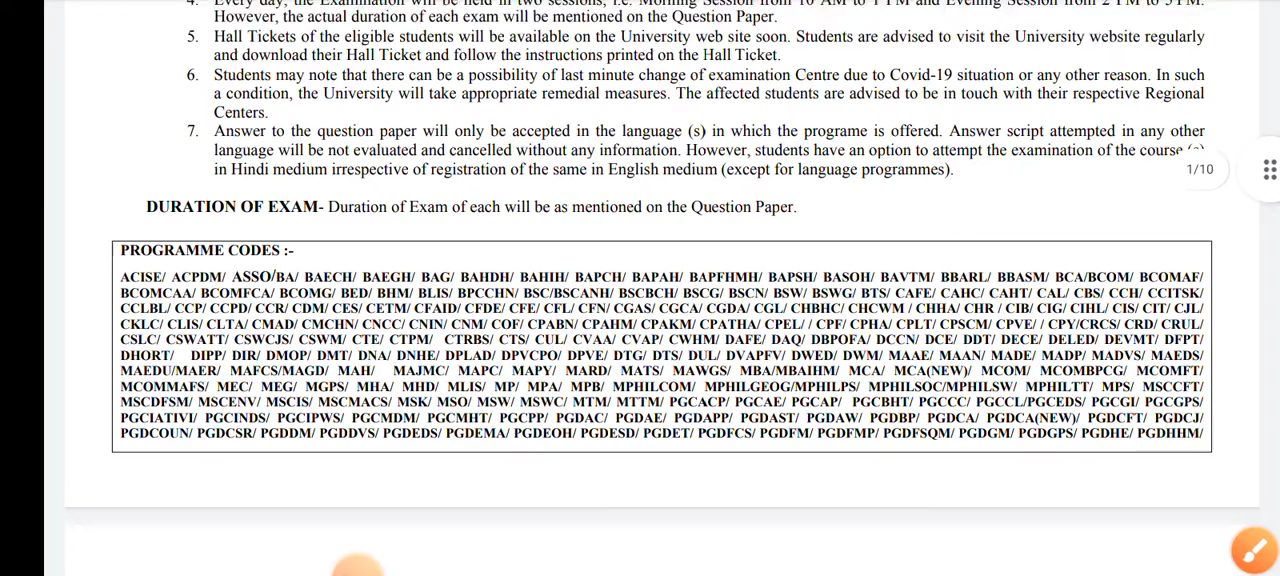 4. Every day, the Examination will be held in two sessions, i.e. Morning Session from 10 AM to 1 PM and Evening Session from 2 PM to 5 PM.
However, the actual duration of each exam will be mentioned on the Question Paper.
5. Hall Tickets of the eligible students will be available on the University web site soon. Students are advised to visit the University website regularly
and download their Hall Ticket and follow the instructions printed on the Hall Ticket.
6. Students may note that there can be a possibility of last minute change of examination Centre due to Covid-19 situation or any other reason. In such
a condition, the University will take appropriate remedial measures. The affected students are advised to be in touch with their respective Regional
Centers.
7. Answer to the question paper will only be accepted in the language (s) in which the programe is offered. Answer script attempted in any other
language will be not evaluated and cancelled without any information. However, students have an option to attempt the examination of the course
in Hindi medium irrespective of registration of the same in English medium (except for language programmes).
1/10
DURATION OF EXAM- Duration of Exam of each will be as mentioned on the Question Paper.
PROGRAMME CODES :-
ACISE/ ACPDM/ ASSO/BA/ BAECH/ BAEGH/ BAG/ BAHDH/ BAHIH/ BAPCH/ BAPAH/ BAPFHMH/ BAPSH/ BASOH/ BAVTM/ BBARL/ BBASM/ BCA/BCOM/ BCOMAF/
BCOMCAA/ BCOMFCA/ BCOMG/ BED/ BHM/ BLIS/ BPCCHN/ BSC/BSCANH/ BSCBCH/ BSCG/ BSCN/ BSW/ BSWG/ BTS/ CAFE/ CAHC/ CAHT/ CAL/ CBS/ CCH/ CCITSK/
CCLBL/ CCP/ CCPD/ CCR/ CDM/ CES/ CETM/ CFAID/ CFDE/ CFE/ CFL/ CFN/ CGAS/ CGCA/ CGDA/ CGL/ CHBHC/ CHCWM / CHHA/ CHR / CIB/ CIG/ CIHL/ CIS/ CIT/ CJL/
CKLC/ CLIS/ CLTA/ CMAD/ CMCHN/ CNCC/ CNIN/ CNM/ COF/ CPABN/ CPAHM/ CPAKM/ CPATHA/ CPEL/ / CPF/ CPHA/ CPLT/ CPSCM/ CPVE/ / CPY/CRCS/ CRD/ CRUL/
CSLC/ CSWATT/ CSWCJS/ CSWM/ CTE/ CTPM/ CTRBS/ CTS/ CUL/ CVAA/ CVAP/ CWHM/ DAFE/ DAQ/ DBPOFA/ DCCN/ DCE/ DDT/ DECE/ DELED/ DEVMT/ DFPT/
DHORT/ DIPP/ DIR/ DMOP/ DMT/ DNA/ DNHE/ DPLAD/ DPVCPO/ DPVE/ DTG/ DTS/ DUL/ DVAPFV/ DWED/ DWM/ MAAE/ MAAN/ MADE/ MADP/ MADVS/ MAEDS/
MAEDU/MAER/ MAFCS/MAGD/ MAH/ MAJMC/ MAPC/ MAPY/ MARD/ MATS/ MAWGS/ MBA/MBAIHM/ MCA/ MCA(NEW)/ MCOM/ MCOMBPCG/ MCOMFT/
MCOMMAFS/ MEC/ MEG/ MGPS/ MHA/ MHD/ MLIS/ MP/ MPA/ MPB/ MPHILCOM/ MPHILGEOG/MPHILPS/ MPHILSOC/MPHILSW/ MPHILTT/ MPS/ MSCCFT/
MSCDFSM/ MSCENV/ MSCIS/ MSCMACS/ MSK/ MSO/ MSW/ MSWC/ MTM/ MTTM/ PGCACP/ PGCAE/ PGCAP/ PGCBHT/ PGCCC/ PGCCL/PGCEDS/ PGCGI/ PGCGPS/
PGCIATIVI/ PGCINDS/ PGCIPWS/ PGCMDM/ PGCMHT/ PGCPP/ PGDAC/ PGDAE/ PGDAPP/ PGDAST/ PGDAW/ PGDBP/ PGDCA/ PGDCA(NEW)/ PGDCFT/ PGDCJ/
PGDCOUN/ PGDCSR/ PGDDM/ PGDDVS/ PGDEDS/ PGDEMA/ PGDEOH/ PGDESD/ PGDET/ PGDFCS/ PGDFM/ PGDFMP/ PGDFSQM/ PGDGM/ PGDGPS/ PGDHE/ PGDHHM/